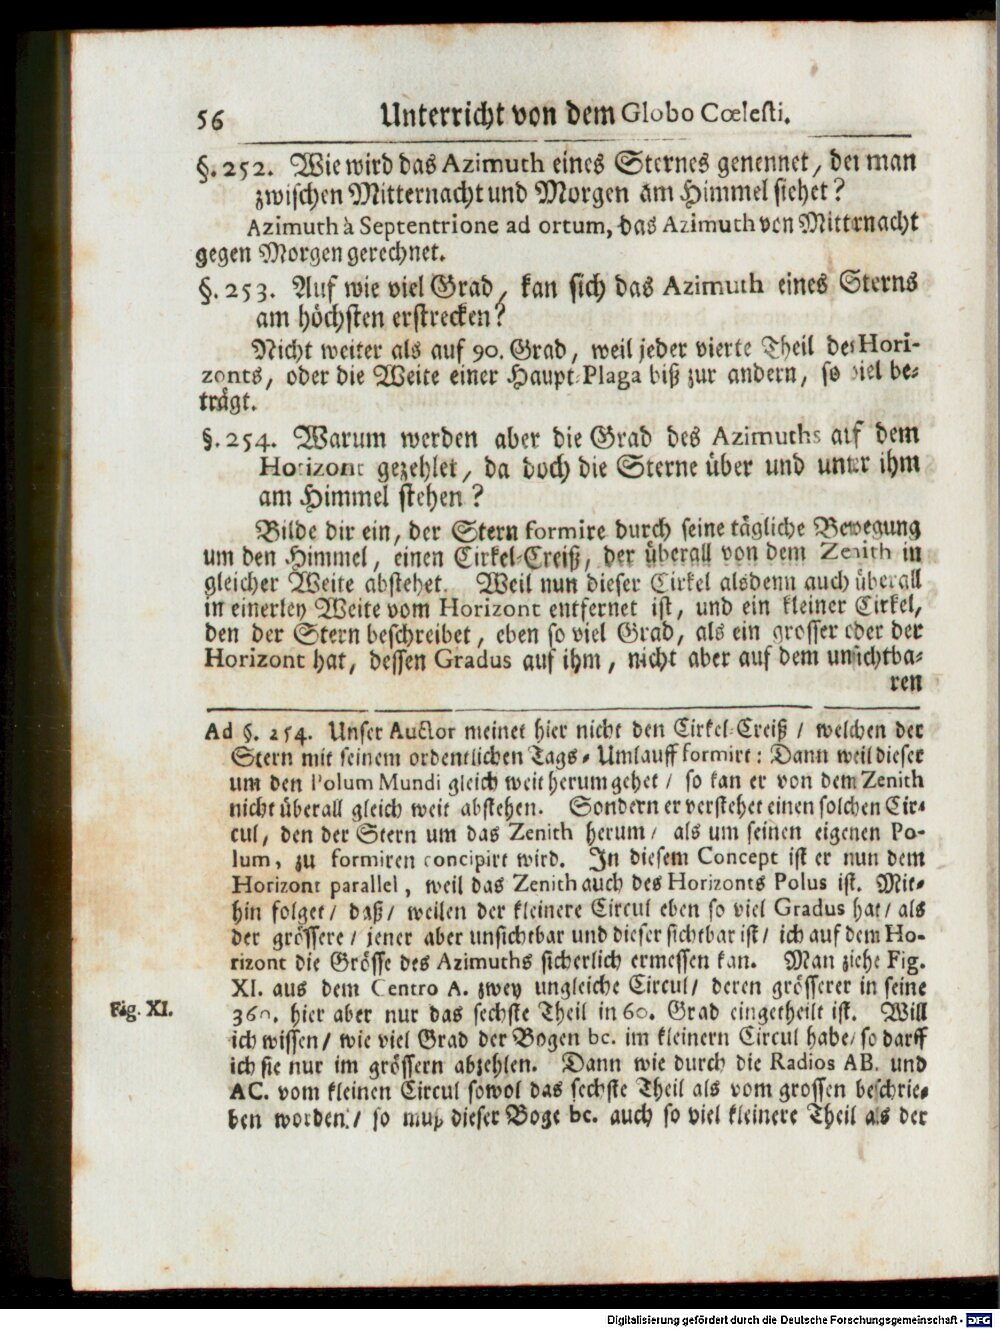 56 Unterricht von dem Globo Cœlesti.
§. 252. Wie wird das Azimuth eines Sternes genennet, den man
zwischen Mitternacht und Morgen am Himmel siehet?
Azimuth à Septentrione ad ortum, das Azimuth von Mitternacht
gegen Morgen gerechnet.
§. 253. Auf wie viel Grad, kan sich das Azimuth eines Sterns
am höchsten erstrecken?
Nicht weiter als auf 90. Grad, weil jeder vierte Theil des Hori-
zonts, oder die Weite einer Haupt-Plaga biß zur andern, so viel be-
trägt.
§. 254. Warum werden aber die Grad des Azimuths auf dem
Horizont gezehlet, da doch die Sterne über und unter ihm
am Himmel stehen?
Bilde dir ein, der Stern formire durch seine tägliche Bewegung
um den Himmel, einen Cirkel-Creiß, der überall von dem Zenith in
gleicher Weite abstehet. Weil nun dieser Cirkel alsdenn auch überall
in einerley Weite vom Horizont entfernet ist, und ein kleiner Cirkel,
den der Stern beschreibet, eben so viel Grad, als ein grosser oder der
Horizont hat, dessen Gradus auf ihm, nicht aber auf dem unsichtba-
ren
Ad §. 254. Unser Auctor meinet hier nicht den Cirkel-Creiß / welchen der
Stern mit seinem ordentlichen Tags-Umlauff formirt: Dann weil dieser
um den Polum Mundi gleich weit herum gehet / so kan er von dem Zenith
nicht überall gleich weit abstehen. Sondern er verstehet einen solchen Cir-
cul, den der Stern um das Zenith herum / als um seinen eigenen Po-
lum, zu formiren concipirt wird. In diesem Concept ist er nun dem
Horizont parallel, weil das Zenith auch des Horizonts Polus ist. Mit-
hin folget / daß / weilen der kleinere Circul eben so viel Gradus hat / als
der grössere / jener aber unsichtbar und dieser sichtbar ist / ich auf dem Ho-
rizont die Grösse des Azimuths sicherlich ermessen kan. Man ziehe Fig.
XI. aus dem Centro A. zwey ungleiche Circul / deren grösserer in seine
Fig. XI. 360. hier aber nur das sechste Theil in 60. Grad eingetheilt ist. Will
ich wissen / wie viel Grad der Bogen bc. im kleinern Circul habe / so darff
ich sie nur im grössern abzehlen. Dann wie durch die Radios AB. und
AC. vom kleinen Circul sowol das sechste Theil als vom grossen beschrie-
ben worden / so muß dieser Boge bc. auch so viel kleinere Theil als der
Digitalisierung gefördert durch die Deutsche Forschungsgemeinschaft - DFG